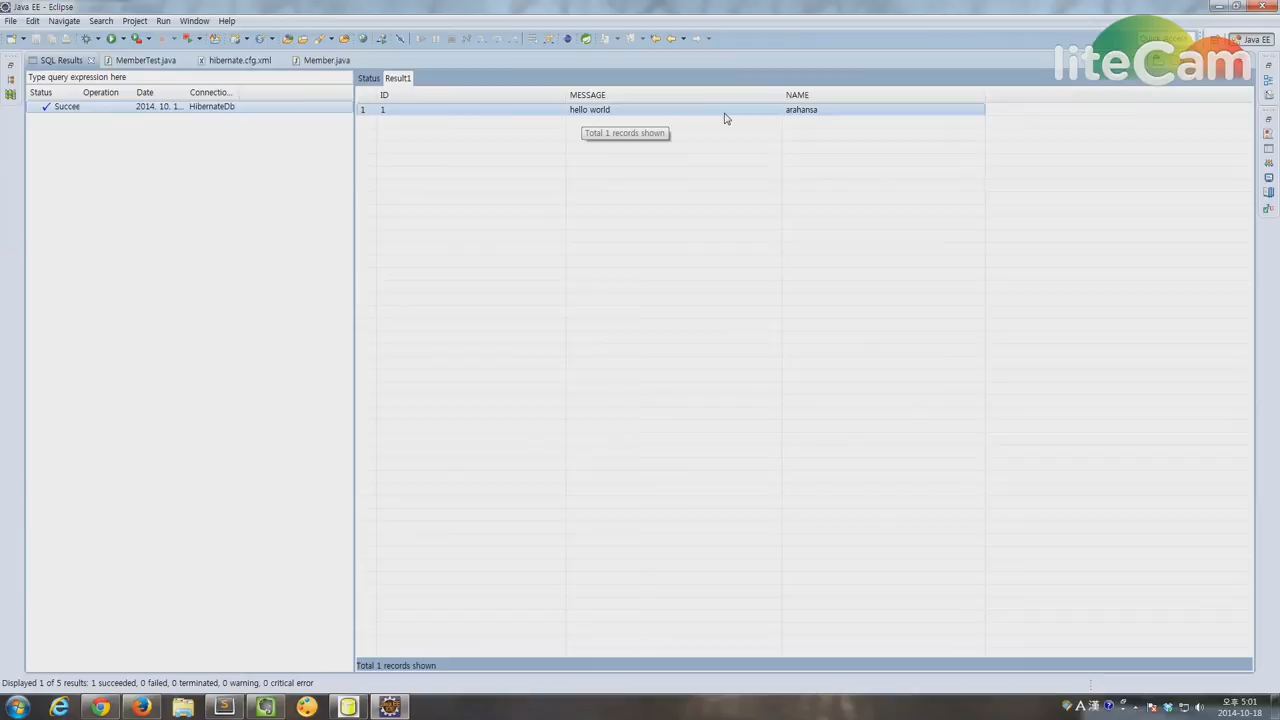 Java EE - Eclipse
File Edit Navigate Search Project Run Window Help
Quick Access
Java EE
liteCam
SQL Results MemberTest.java hibernate.cfg.xml Member.java
Type query expression here
Status Operation Date Connectio...
Succee 2014. 10. 1... HibernateDb
Status Result1
ID MESSAGE NAME
1 1 hello world arahansa
Total 1 records shown
Total 1 records shown
Displayed 1 of 5 results: 1 succeeded, 0 failed, 0 terminated, 0 warning, 0 critical error
A 漢
오후 5:01
2014-10-18